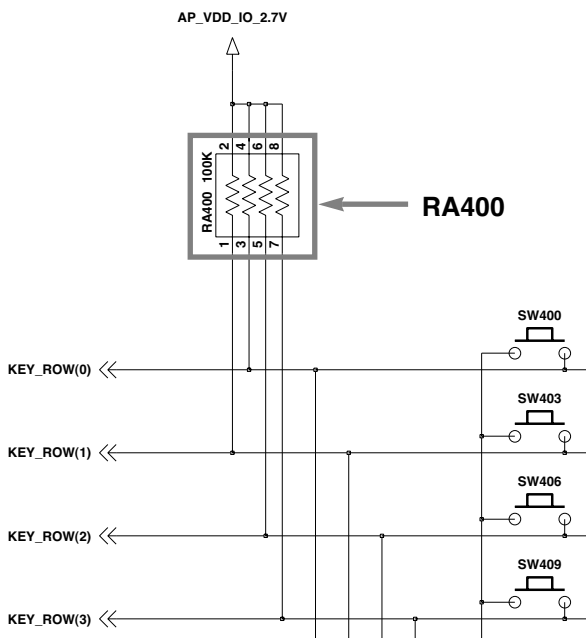 AP_VDD_IO_2.7V
2 4 6 8
RA400 100K
1 3 5 7
RA400
SW400
KEY_ROW(0)
SW403
KEY_ROW(1)
SW406
KEY_ROW(2)
SW409
KEY_ROW(3)